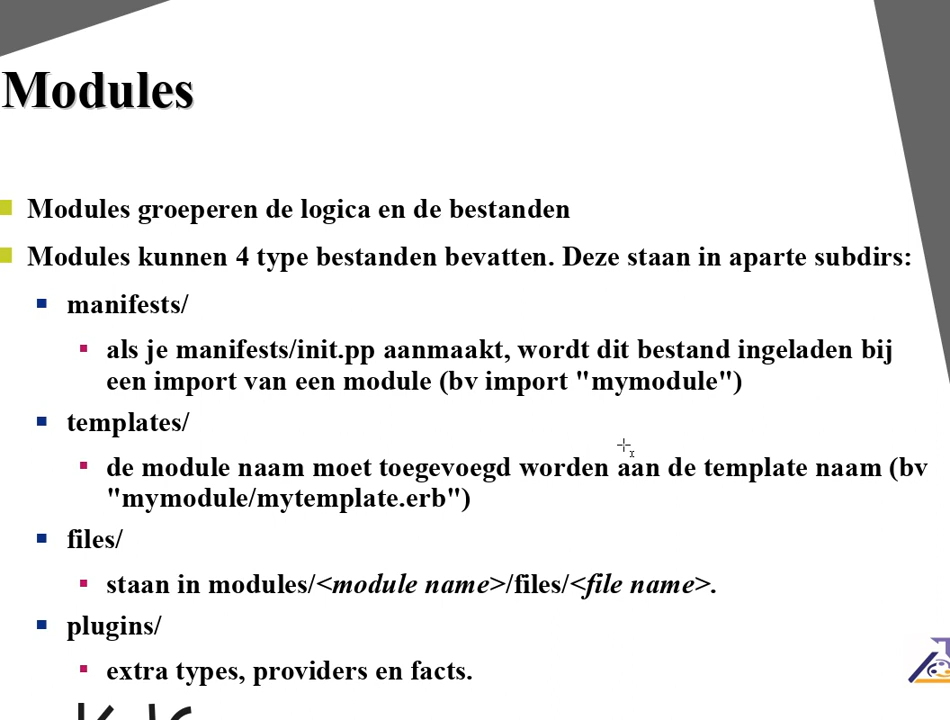 Modules
Modules groeperen de logica en de bestanden
Modules kunnen 4 type bestanden bevatten. Deze staan in aparte subdirs:
manifests/
als je manifests/init.pp aanmaakt, wordt dit bestand ingeladen bij
een import van een module (bv import "mymodule")
templates/
de module naam moet toegevoegd worden aan de template naam (bv
"mymodule/mytemplate.erb")
files/
staan in modules/<module name>/files/<file name>.
plugins/
extra types, providers en facts.